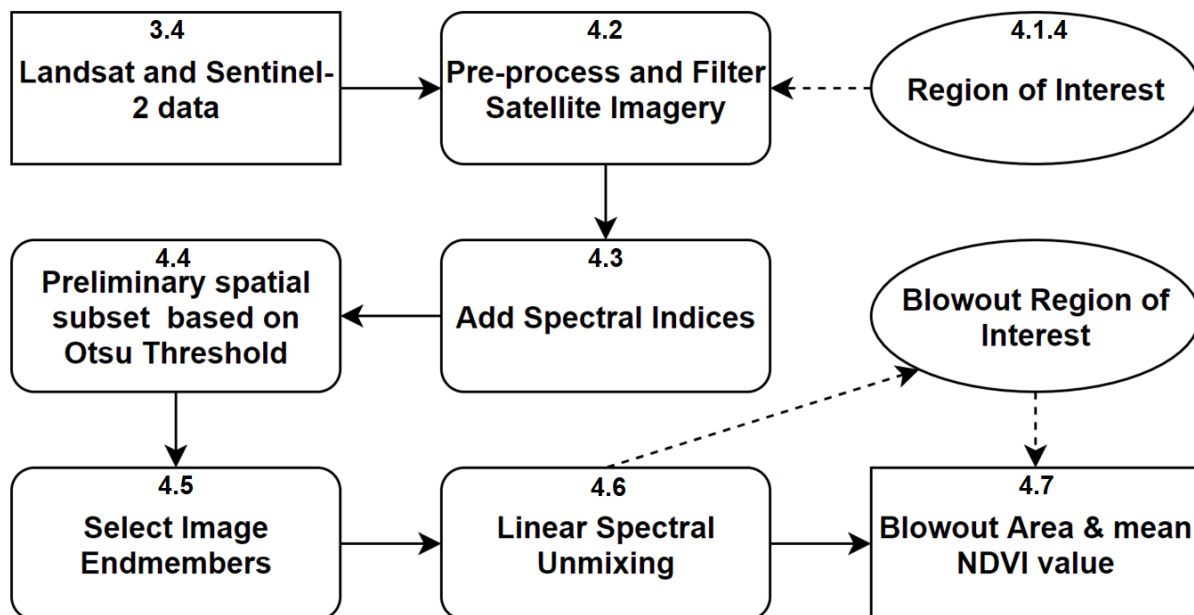 3.4
Landsat and Sentinel-
2 data
4.2
Pre-process and Filter
Satellite Imagery
4.1.4
Region of Interest
4.4
Preliminary spatial
subset based on
Otsu Threshold
4.3
Add Spectral Indices
Blowout Region of
Interest
4.5
Select Image
Endmembers
4.6
Linear Spectral
Unmixing
4.7
Blowout Area & mean
NDVI value